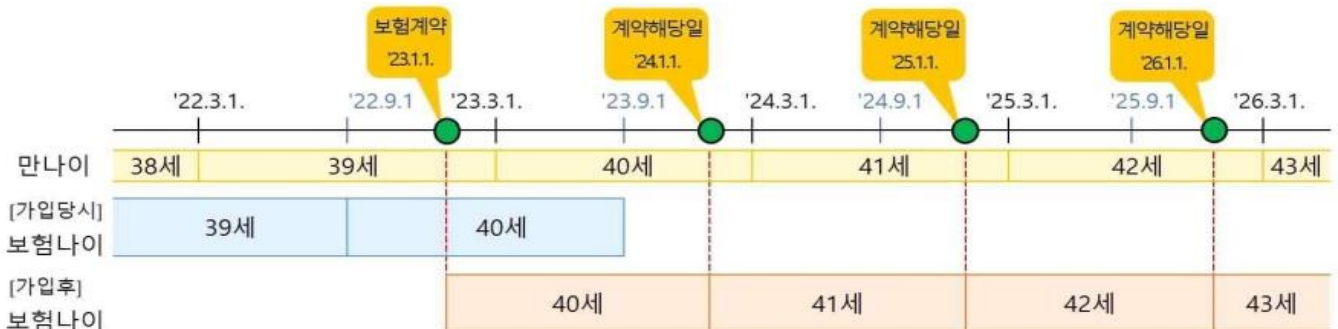 보험계약 계약해당일 계약해당일 계약해당일
'23.1.1. '24.1.1. '25.1.1. '26.1.1.
'22.3.1. '22.9.1 '23.3.1. '23.9.1 '24.3.1. '24.9.1 '25.3.1. '25.9.1 '26.3.1.
만나이 38세 39세 40세 41세 42세 43세
[가입당시]
보험나이 39세 40세
[가입후]
보험나이 40세 41세 42세 43세